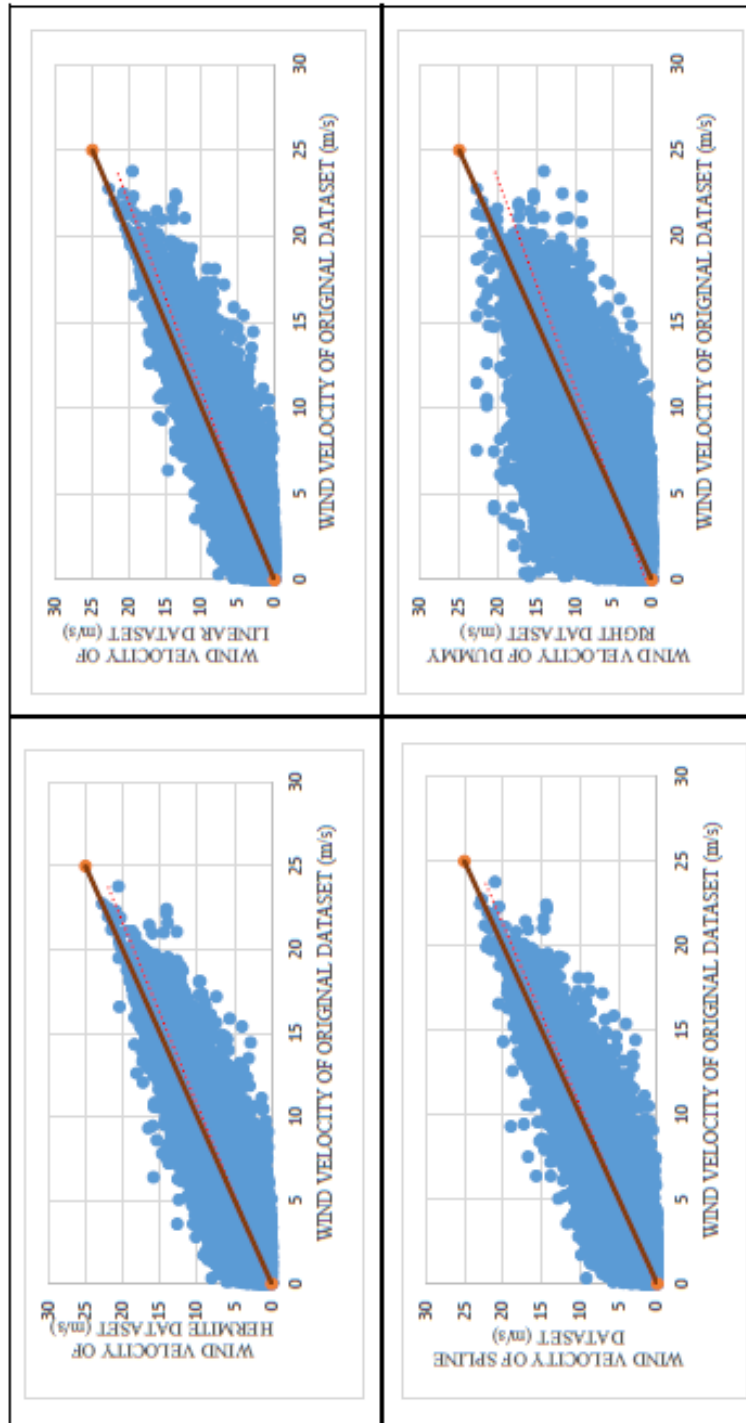 WIND VELOCITY OF
HERMITE DATASET (m/s)
30
25
20
15
10
5
0
0 5 10 15 20 25 30
WIND VELOCITY OF ORIGINAL DATASET (m/s)
WIND VELOCITY OF
LINEAR DATASET (m/s)
30
25
20
15
10
5
0
0 5 10 15 20 25 30
WIND VELOCITY OF ORIGINAL DATASET (m/s)
WIND VELOCITY OF SPLINE
DATASET (m/s)
30
25
20
15
10
5
0
0 5 10 15 20 25 30
WIND VELOCITY OF ORIGINAL DATASET (m/s)
WIND VELOCITY OF DUMMY
RIGHT DATASET (m/s)
30
25
20
15
10
5
0
0 5 10 15 20 25 30
WIND VELOCITY OF ORIGINAL DATASET (m/s)